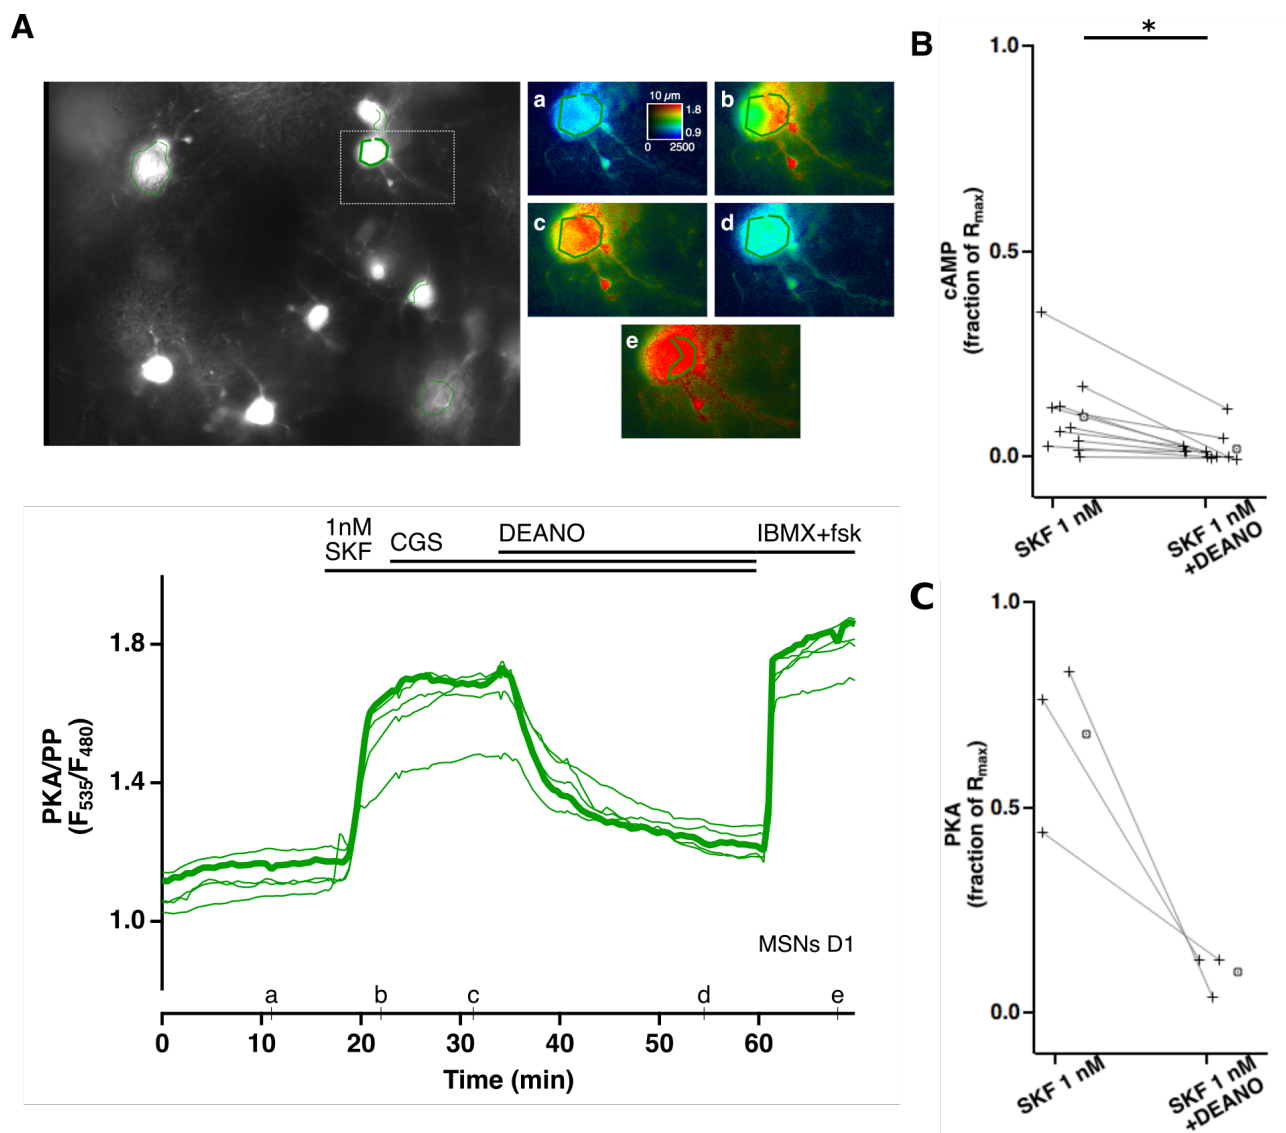 A
a
10 µm
1.8
0.9
0
2500
b
c
d
e
1nM
SKF
CGS
DEANO
IBMX+fsk
1.8
1.4
1.0
PKA/PP
(F535/F480)
MSNs D1
a
b
c
d
e
0
10
20
30
40
50
60
Time (min)
B
*
1.0
0.5
0.0
cAMP
(fraction of Rmax)
SKF 1 nM
SKF 1 nM
+DEANO
C
1.0
0.5
0.0
PKA
(fraction of Rmax)
SKF 1 nM
SKF 1 nM
+DEANO